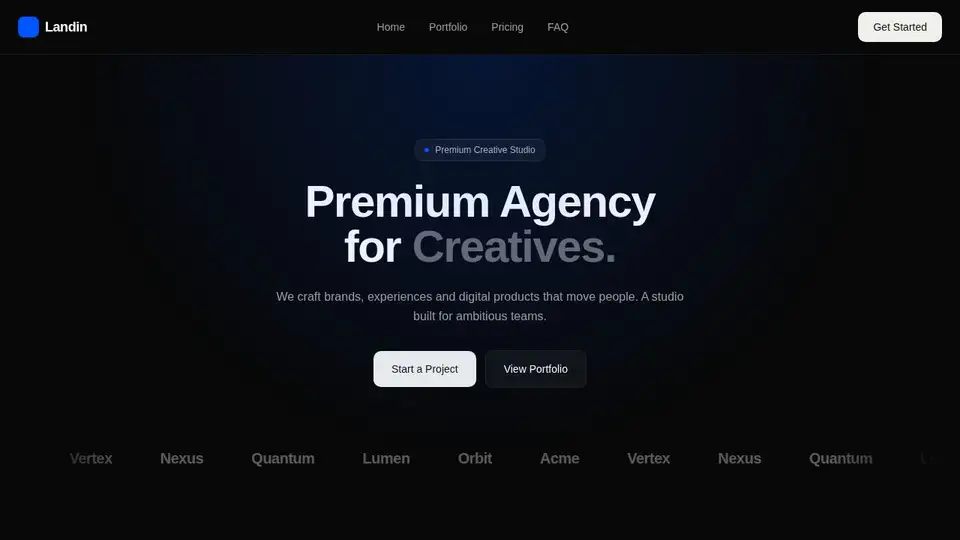 Landin
Home
Portfolio
Pricing
FAQ
Get Started
Premium Creative Studio
Premium Agency
for Creatives.
We craft brands, experiences and digital products that move people. A studio
built for ambitious teams.
Start a Project
View Portfolio
Vertex
Nexus
Quantum
Lumen
Orbit
Acme
Vertex
Nexus
Quantum